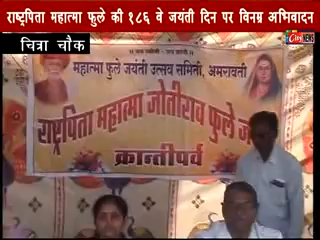 राष्ट्रपिता महात्मा फुले की १८६ वे जयंती दिन पर विनम्र अभिवादन
चित्रा चौक
महात्मा फुले जयंती उत्सव समिती, अमरावती
राष्ट्रपिता महात्मा जोतीराव फुले
क्रान्तीपर्व